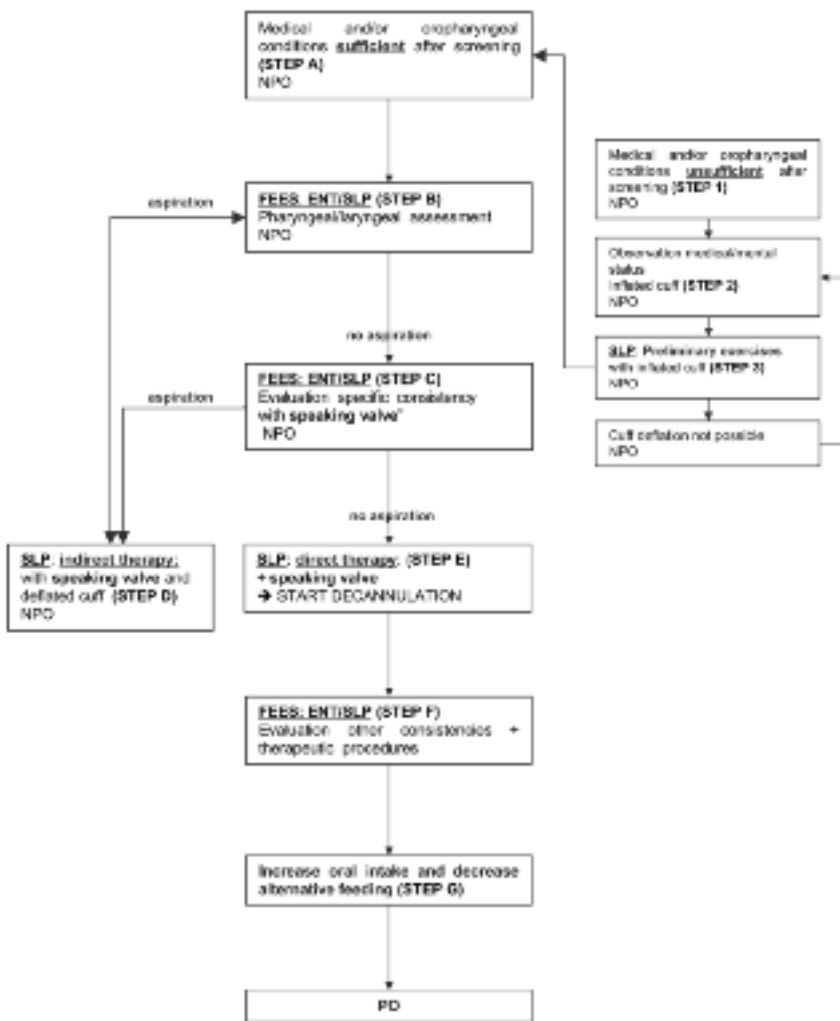 Medical and/or oropharyngeal
conditions sufficient after screening
(STEP A)
NPO
Medical and/or oropharyngeal
conditions unsufficient after
screening (STEP 1)
NPO
aspiration
FEES: ENT/SLP (STEP B)
Pharyngeal/laryngeal assessment
NPO
Observation medical/mental
status
Inflated cuff (STEP 2)
NPO
no aspiration
SLP: Preliminary exercises
with inflated cuff (STEP 3)
NPO
aspiration
FEES: ENT/SLP (STEP C)
Evaluation specific consistency
with speaking valve*
NPO
Cuff deflation not possible
NPO
no aspiration
SLP: indirect therapy:
with speaking valve and
deflated cuff (STEP D)
NPO
SLP: direct therapy: (STEP E)
+ speaking valve
→ START DECANNULATION
FEES: ENT/SLP (STEP F)
Evaluation other consistencies +
therapeutic procedures
Increase oral intake and decrease
alternative feeding (STEP G)
PO